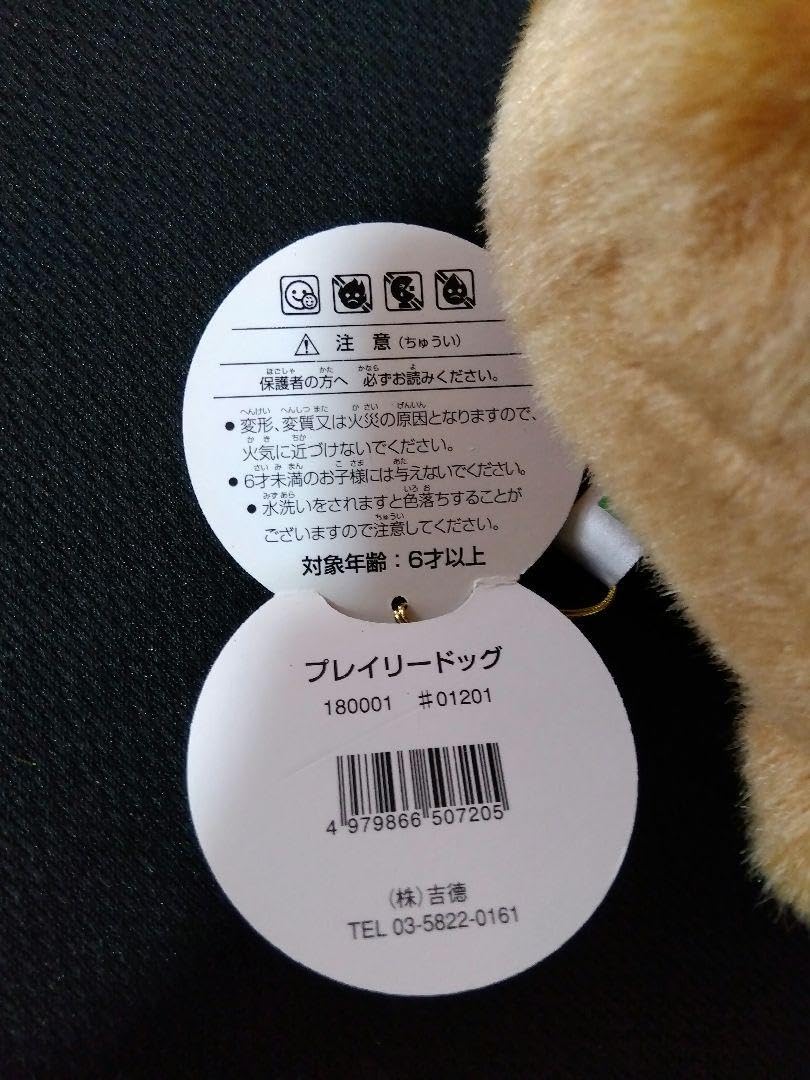 注意(ちゅうい)
保護者の方へ 必ずお読みください。
●変形、変質又は火災の原因となりますので、
火気に近づけないでください。
●6才未満のお子様には与えないでください。
●水洗いをされますと色落ちすることが
ございますので注意してください。
対象年齢:6才以上
プレイリードッグ
180001 #01201
4 979866 507205
(株)吉徳
TEL 03-5822-0161